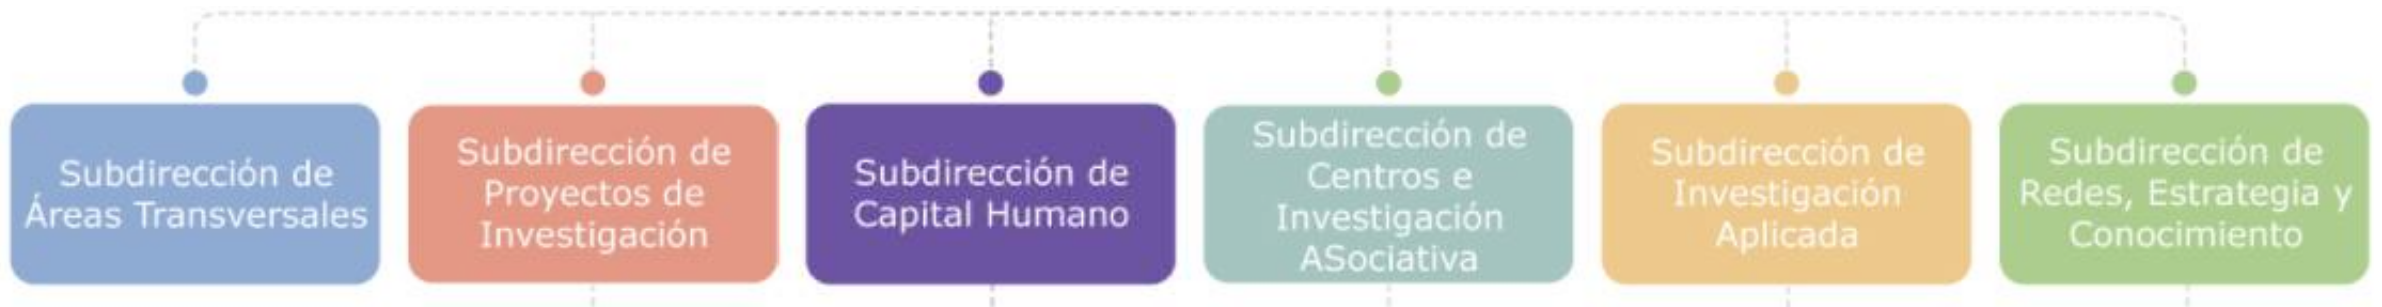 Subdirección de
Áreas Transversales
Subdirección de
Proyectos de
Investigación
Subdirección de
Capital Humano
Subdirección de
Centros e
Investigación
ASociativa
Subdirección de
Investigación
Aplicada
Subdirección de
Redes, Estrategia y
Conocimiento